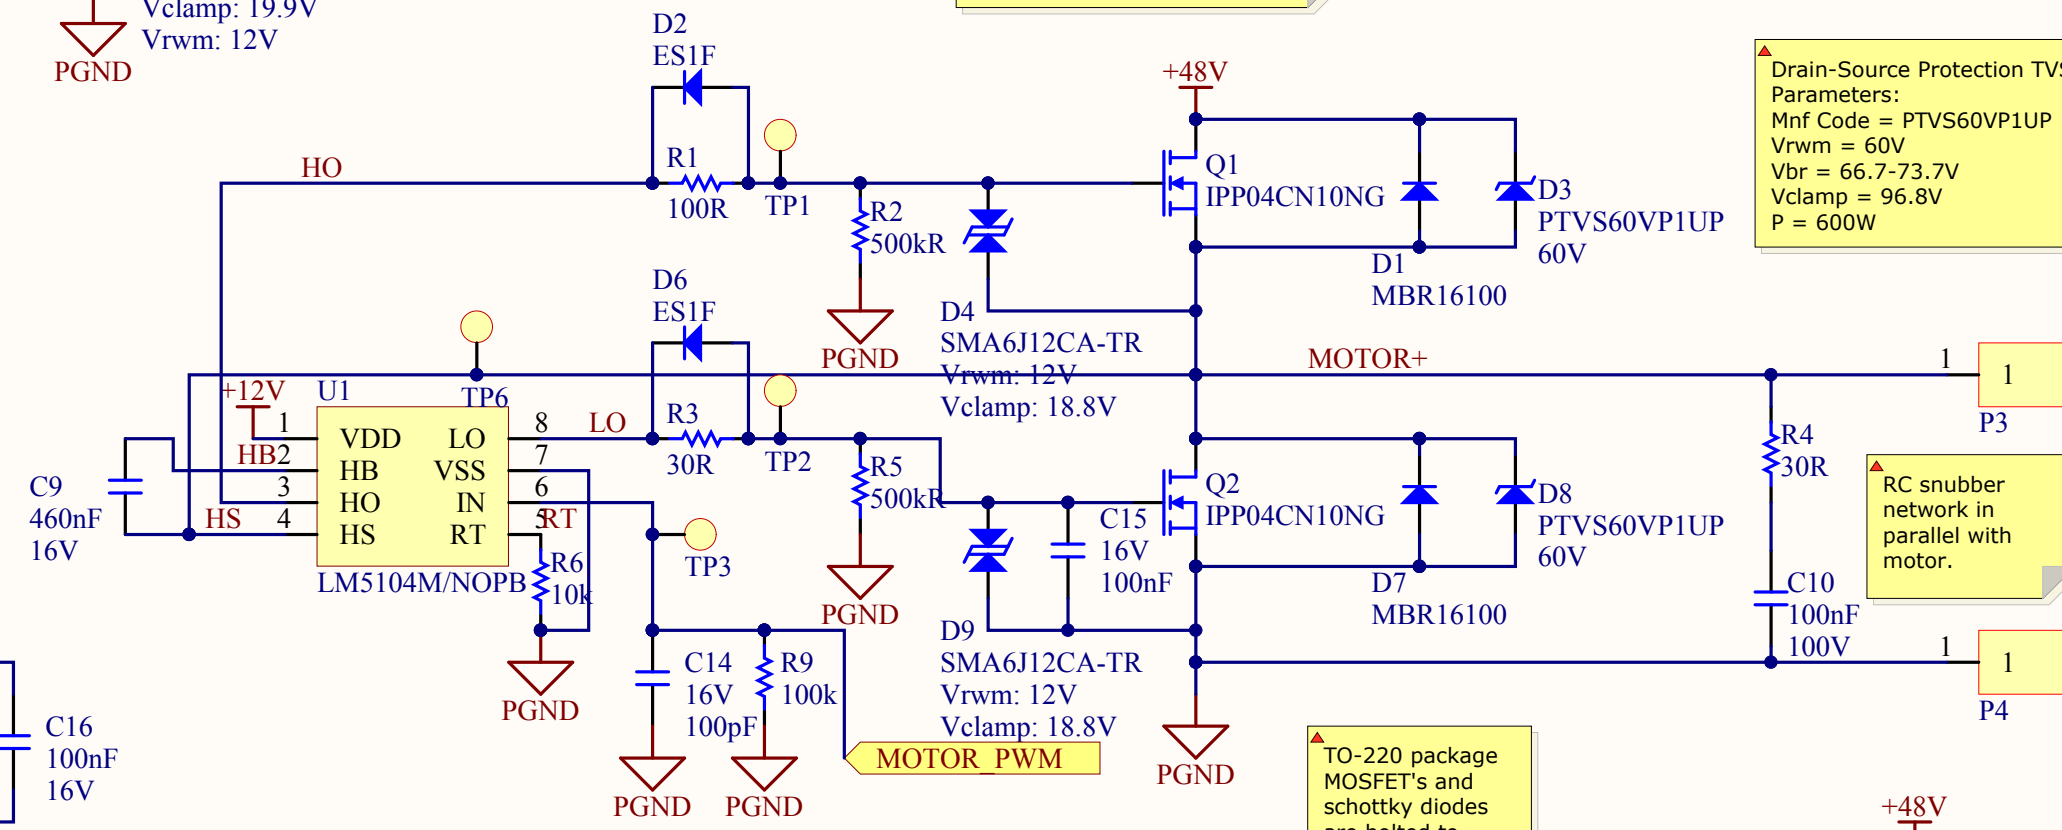 Vclamp: 19.9V
Vrwm: 12V
PGND
D2
ES1F
R1
100R
TP1
HO
R2
500kR
PGND
+48V
Q1
IPP04CN10NG
D3
PTVS60VP1UP
60V
D1
MBR16100
D4
SMA6J12CA-TR
Vrwm: 12V
Vclamp: 18.8V
Drain-Source Protection TVS
Parameters:
Mnf Code = PTVS60VP1UP
Vrwm = 60V
Vbr = 66.7-73.7V
Vclamp = 96.8V
P = 600W
D6
ES1F
R3
30R
TP2
TP6
MOTOR+
1
1
P3
+12V
U1
1
VDD
LO
8
LO
HB
2
HB
VSS
7
3
HO
IN
6
HS
4
HS
RT
5
RT
LM5104M/NOPB
C9
460nF
16V
R6
10k
PGND
TP3
R5
500kR
PGND
C15
16V
100nF
Q2
IPP04CN10NG
D8
PTVS60VP1UP
60V
D7
MBR16100
D9
SMA6J12CA-TR
Vrwm: 12V
Vclamp: 18.8V
R4
30R
C10
100nF
100V
RC snubber
network in
parallel with
motor.
1
1
P4
C14
16V
100pF
PGND
R9
100k
PGND
MOTOR_PWM
PGND
C16
100nF
16V
TO-220 package
MOSFET's and
schottky diodes
are bolted to
+48V